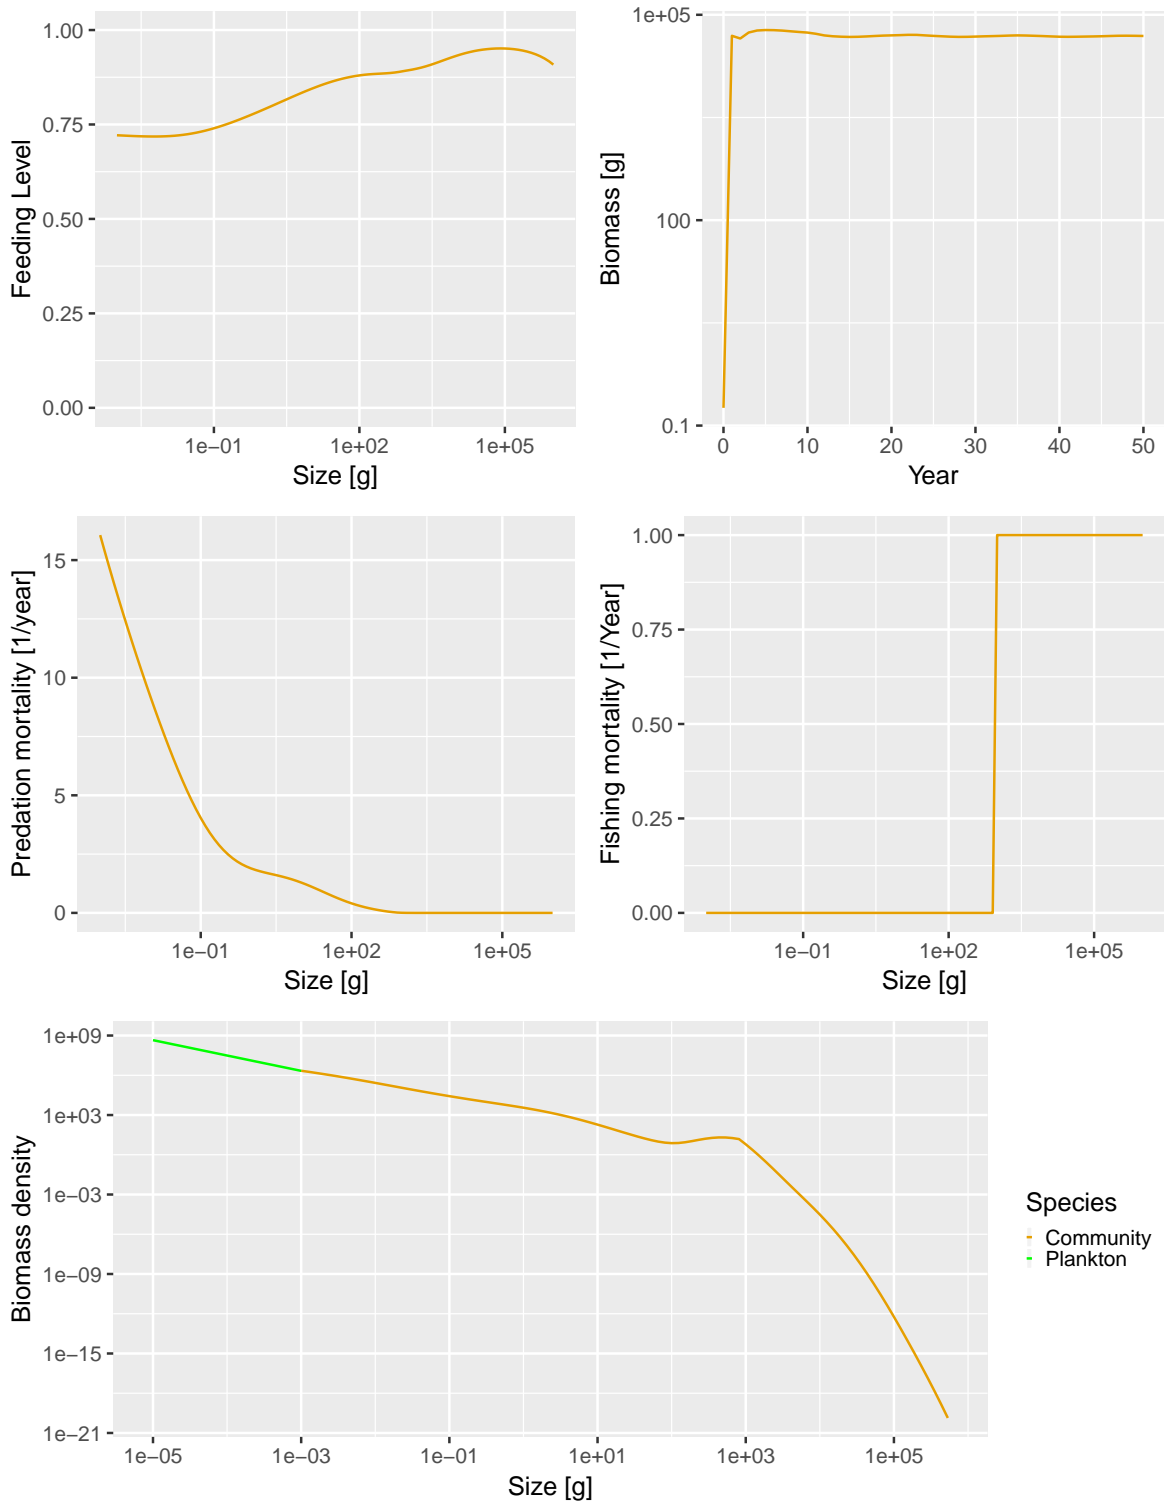 1.00
0.75
0.50
0.25
0.00
Feeding Level
1e−01 1e+02 1e+05
Size [g]
1e+05
100
0.1
Biomass [g]
0 10 20 30 40 50
Year
15
10
5
0
Predation mortality [1/year]
1e−01 1e+02 1e+05
Size [g]
1.00
0.75
0.50
0.25
0.00
Fishing mortality [1/Year]
1e−01 1e+02 1e+05
Size [g]
1e+09
1e+03
1e−03
1e−09
1e−15
1e−21
Biomass density
1e−05 1e−03 1e−01 1e+01 1e+03 1e+05
Size [g]
Species
Community
Plankton